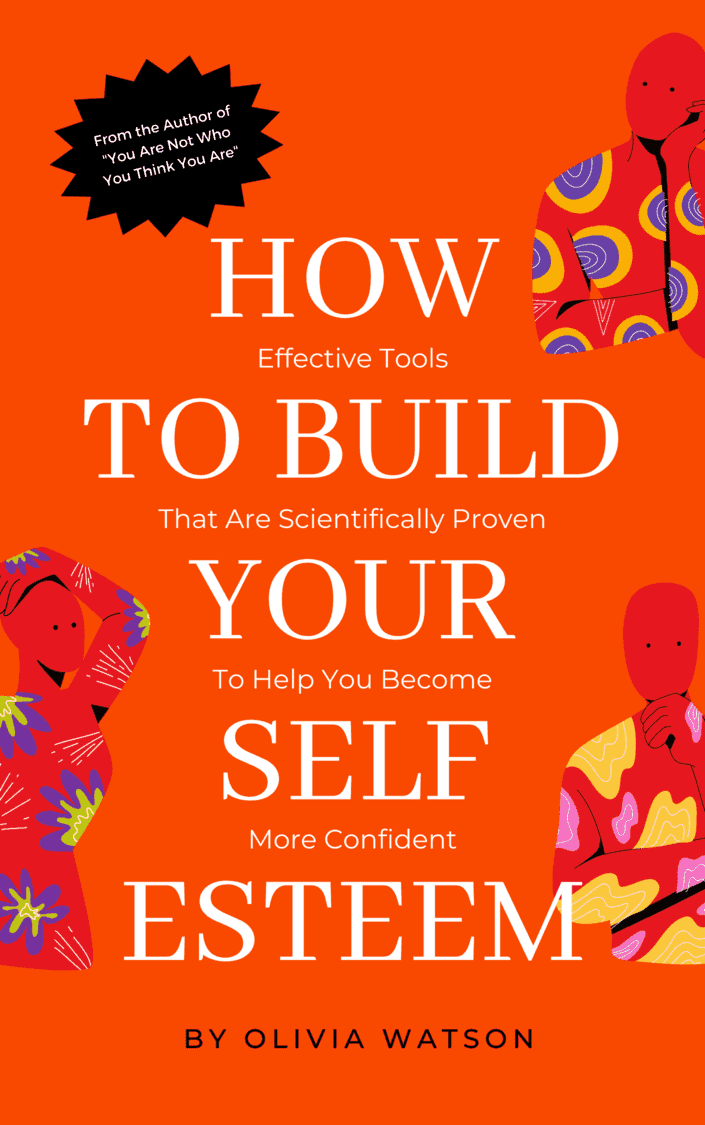 From the Author of
"You Are Not Who
You Think You Are"
HOW
Effective Tools
TO BUILD
That Are Scientifically Proven
YOUR
To Help You Become
SELF
More Confident
ESTEEM
BY OLIVIA WATSON